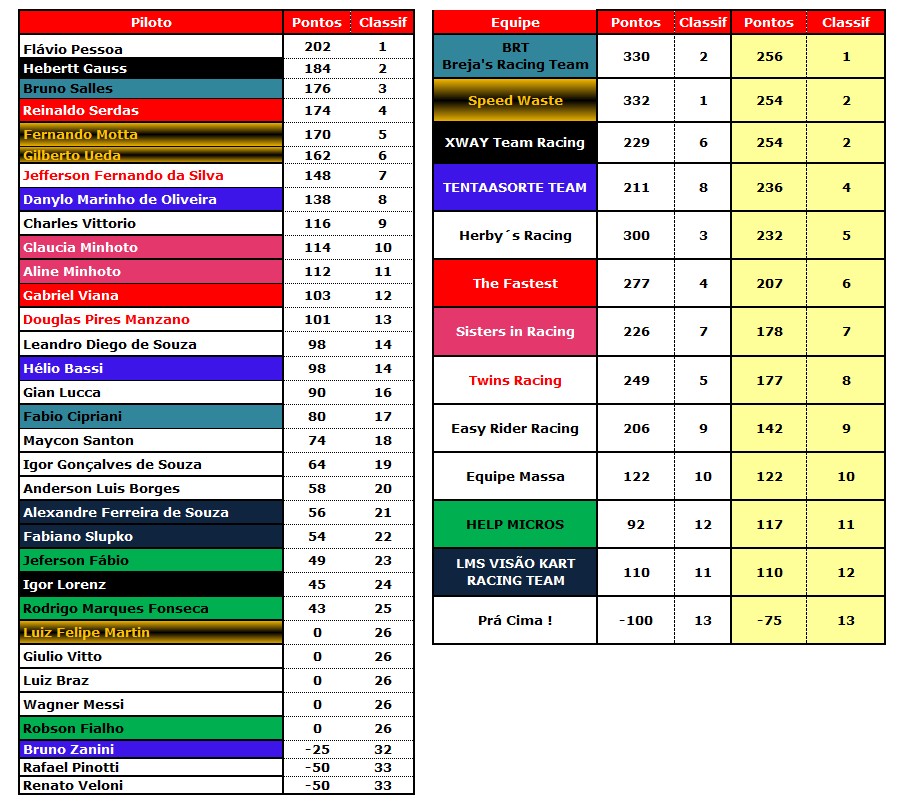 Piloto Pontos Classif
Flávio Pessoa 202 1
Hebertt Gauss 184 2
Bruno Salles 176 3
Reinaldo Serdas 174 4
Fernando Motta 170 5
Gilberto Ueda 162 6
Jefferson Fernando da Silva 148 7
Danylo Marinho de Oliveira 138 8
Charles Vittorio 116 9
Glaucia Minhoto 114 10
Aline Minhoto 112 11
Gabriel Viana 103 12
Douglas Pires Manzano 101 13
Leandro Diego de Souza 98 14
Hélio Bassi 98 14
Gian Lucca 90 16
Fabio Cipriani 80 17
Maycon Santon 74 18
Igor Gonçalves de Souza 64 19
Anderson Luis Borges 58 20
Alexandre Ferreira de Souza 56 21
Fabiano Slupko 54 22
Jeferson Fábio 49 23
Igor Lorenz 45 24
Rodrigo Marques Fonseca 43 25
Luiz Felipe Martin 0 26
Giulio Vitto 0 26
Luiz Braz 0 26
Wagner Messi 0 26
Robson Fialho 0 26
Bruno Zanini -25 32
Rafael Pinotti -50 33
Renato Veloni -50 33
Equipe Pontos Classif Pontos Classif
BRT
Breja's Racing Team 330 2 256 1
Speed Waste 332 1 254 2
XWAY Team Racing 229 6 254 2
TENTAASORTE TEAM 211 8 236 4
Herby´s Racing 300 3 232 5
The Fastest 277 4 207 6
Sisters in Racing 226 7 178 7
Twins Racing 249 5 177 8
Easy Rider Racing 206 9 142 9
Equipe Massa 122 10 122 10
HELP MICROS 92 12 117 11
LMS VISÃO KART
RACING TEAM 110 11 110 12
Prá Cima ! -100 13 -75 13